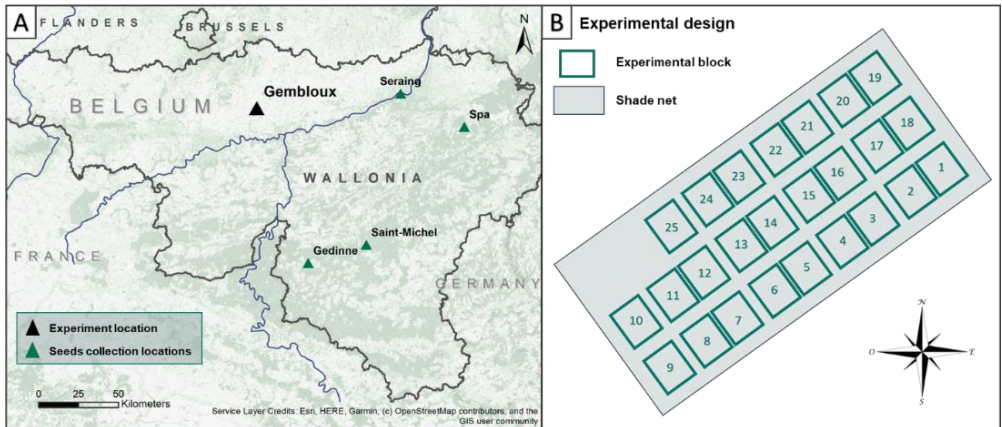 A
FLANDERS
BRUSSELS
N
BELGIUM
Gembloux
Seraing
Spa
WALLONIA
Saint-Michel
Gedinne
FRANCE
GERMANY
Experiment location
Seeds collection locations
0 25 50
Kilometers
Service Layer Credits: Esri, HERE, Garmin, (c) OpenStreetMap contributors, and the
GIS user community
B Experimental design
Experimental block
Shade net
19
20
18
21
17
1
22
16
2
23
15
3
24
14
4
25
13
5
12
6
11
7
10
8
9
N
O E
S